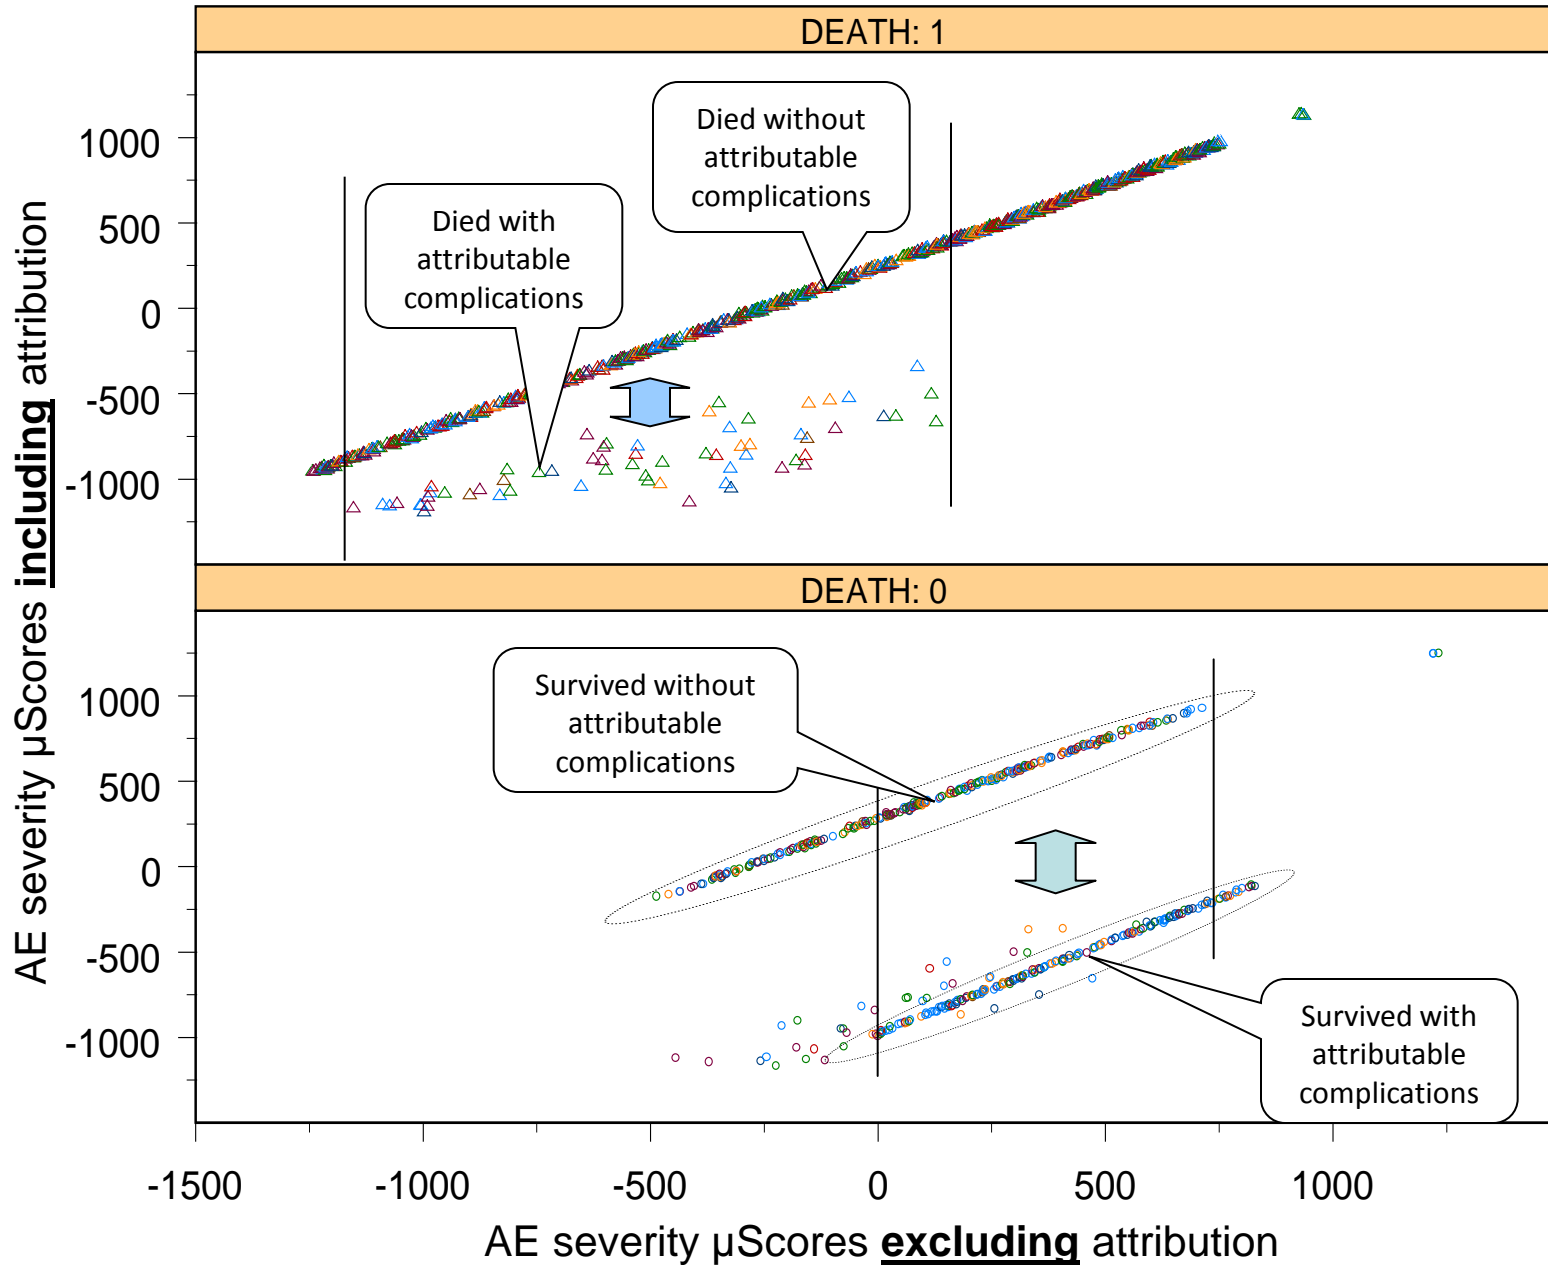 DEATH: 1
Died without
attributable
complications
Died with
attributable
complications
1000
500
0
-500
-1000
DEATH: 0
Survived without
attributable
complications
1000
500
0
-500
-1000
Survived with
attributable
complications
-1500
-1000
-500
0
500
1000
AE severity µScores excluding attribution
AE severity µScores including attribution